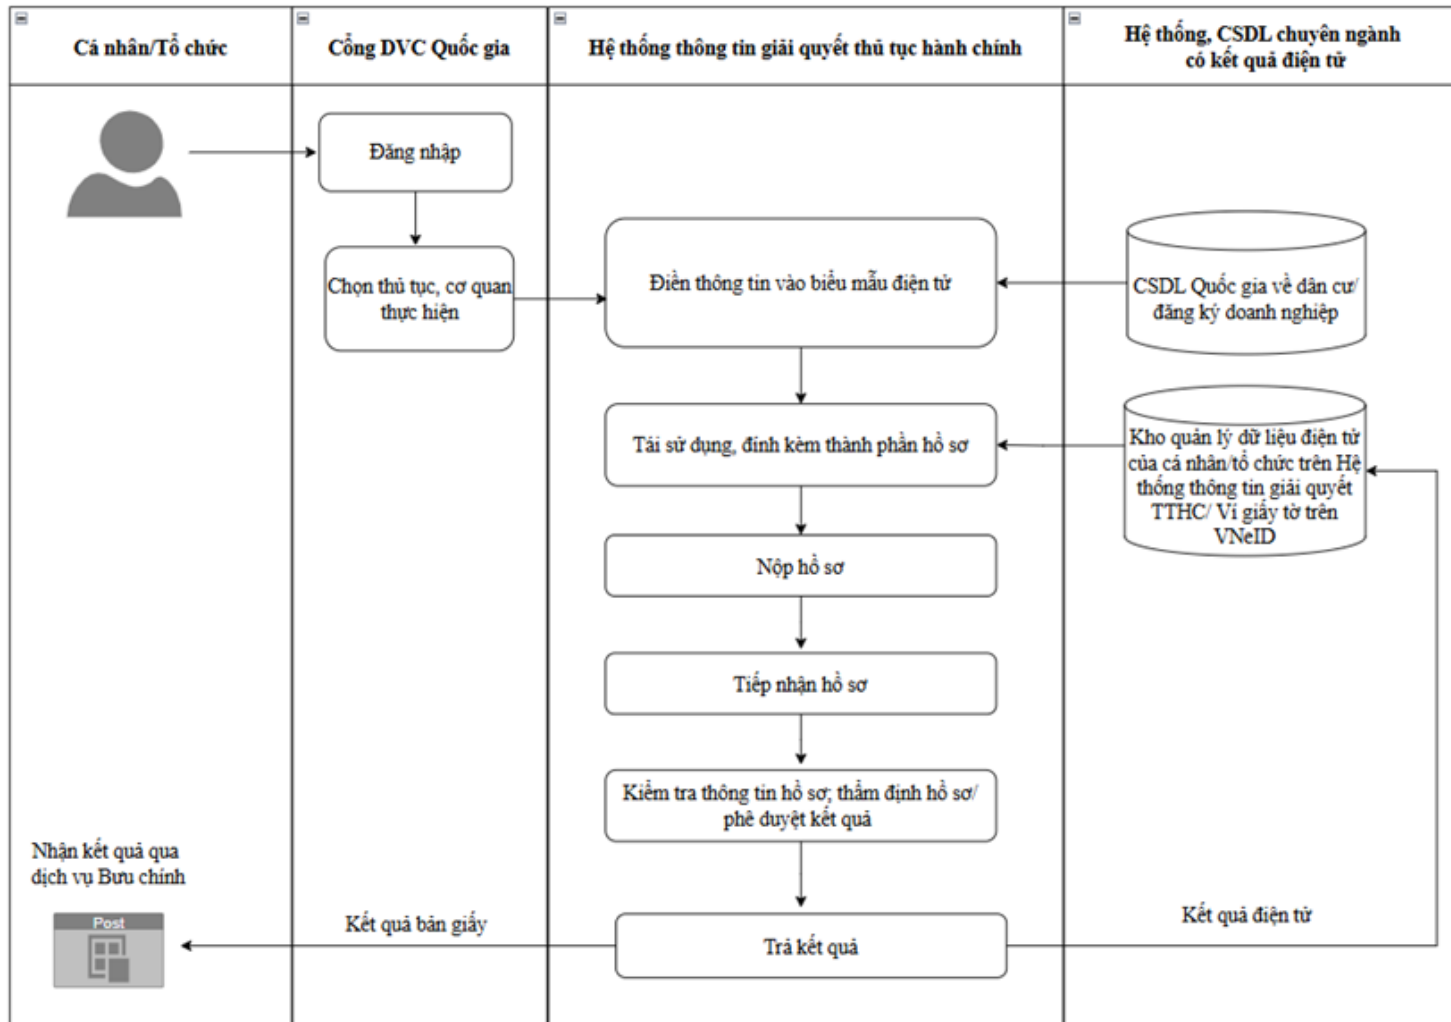 Cá nhân/Tổ chức
Cổng DVC Quốc gia
Hệ thống thông tin giải quyết thủ tục hành chính
Hệ thống, CSDL chuyên ngành
có kết quả điện tử
Đăng nhập
Chọn thủ tục, cơ quan
thực hiện
Điền thông tin vào biểu mẫu điện tử
CSDL Quốc gia về dân cư/
đăng ký doanh nghiệp
Tái sử dụng, đính kèm thành phần hồ sơ
Kho quản lý dữ liệu điện tử
của cá nhân/tổ chức trên Hệ
thống thông tin giải quyết
TTHC/ Ví giấy tờ trên
VNeID
Nộp hồ sơ
Tiếp nhận hồ sơ
Kiểm tra thông tin hồ sơ; thẩm định hồ sơ/
phê duyệt kết quả
Nhận kết quả qua
dịch vụ Bưu chính
Post
Kết quả bản giấy
Trả kết quả
Kết quả điện tử